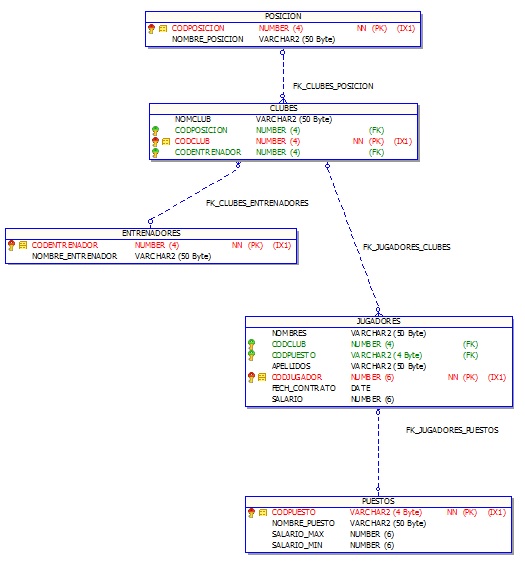 POSICION
CODPOSICION NUMBER (4) NN (PK) (IX1)
NOMBRE_POSICION VARCHAR2 (50 Byte)
FK_CLUBES_POSICION
CLUBES
NOMCLUB VARCHAR2 (50 Byte)
CODPOSICION NUMBER (4) (FK)
CODCLUB NUMBER (4) NN (PK) (IX1)
CODENTRENADOR NUMBER (4) (FK)
FK_CLUBES_ENTRENADORES
ENTRENADORES
CODENTRENADOR NUMBER (4) NN (PK) (IX1)
NOMBRE_ENTRENADOR VARCHAR2 (50 Byte)
FK_JUGADORES_CLUBES
JUGADORES
NOMBRES VARCHAR2 (50 Byte)
CODCLUB NUMBER (4) (FK)
CODPUESTO VARCHAR2 (4 Byte) (FK)
APELLIDOS VARCHAR2 (50 Byte)
CODJUGADOR NUMBER (6) NN (PK) (IX1)
FECH_CONTRATO DATE
SALARIO NUMBER (6)
FK_JUGADORES_PUESTOS
PUESTOS
CODPUESTO VARCHAR2 (4 Byte) NN (PK) (IX1)
NOMBRE_PUESTO VARCHAR2 (50 Byte)
SALARIO_MAX NUMBER (6)
SALARIO_MIN NUMBER (6)